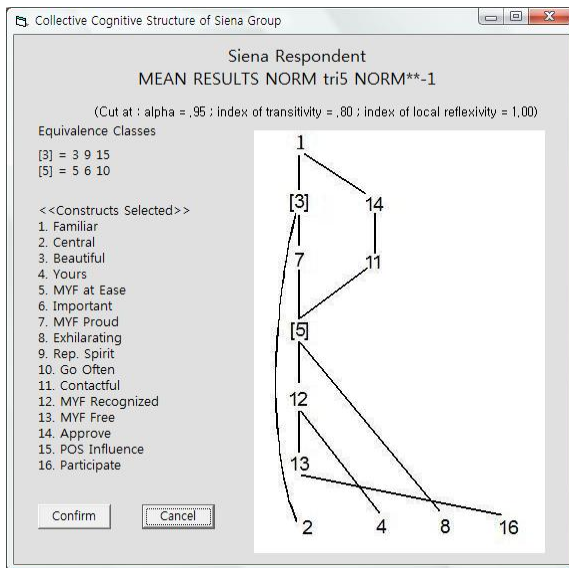 Collective Cognitive Structure of Siena Group
Siena Respondent
MEAN RESULTS NORM tri5 NORM**-1
(Cut at : alpha = ,95 ; index of transitivity = ,80 ; index of local reflexivity = 1,00)
Equivalence Classes
[3] = 3 9 15
[5] = 5 6 10
<<Constructs Selected>>
1. Familiar
2. Central
3. Beautiful
4. Yours
5. MYF at Ease
6. Important
7. MYF Proud
8. Exhilarating
9. Rep. Spirit
10. Go Often
11. Contactful
12. MYF Recognized
13. MYF Free
14. Approve
15. POS Influence
16. Participate
Confirm
Cancel
1
[3]
14
7
11
[5]
12
13
2
4
8
16